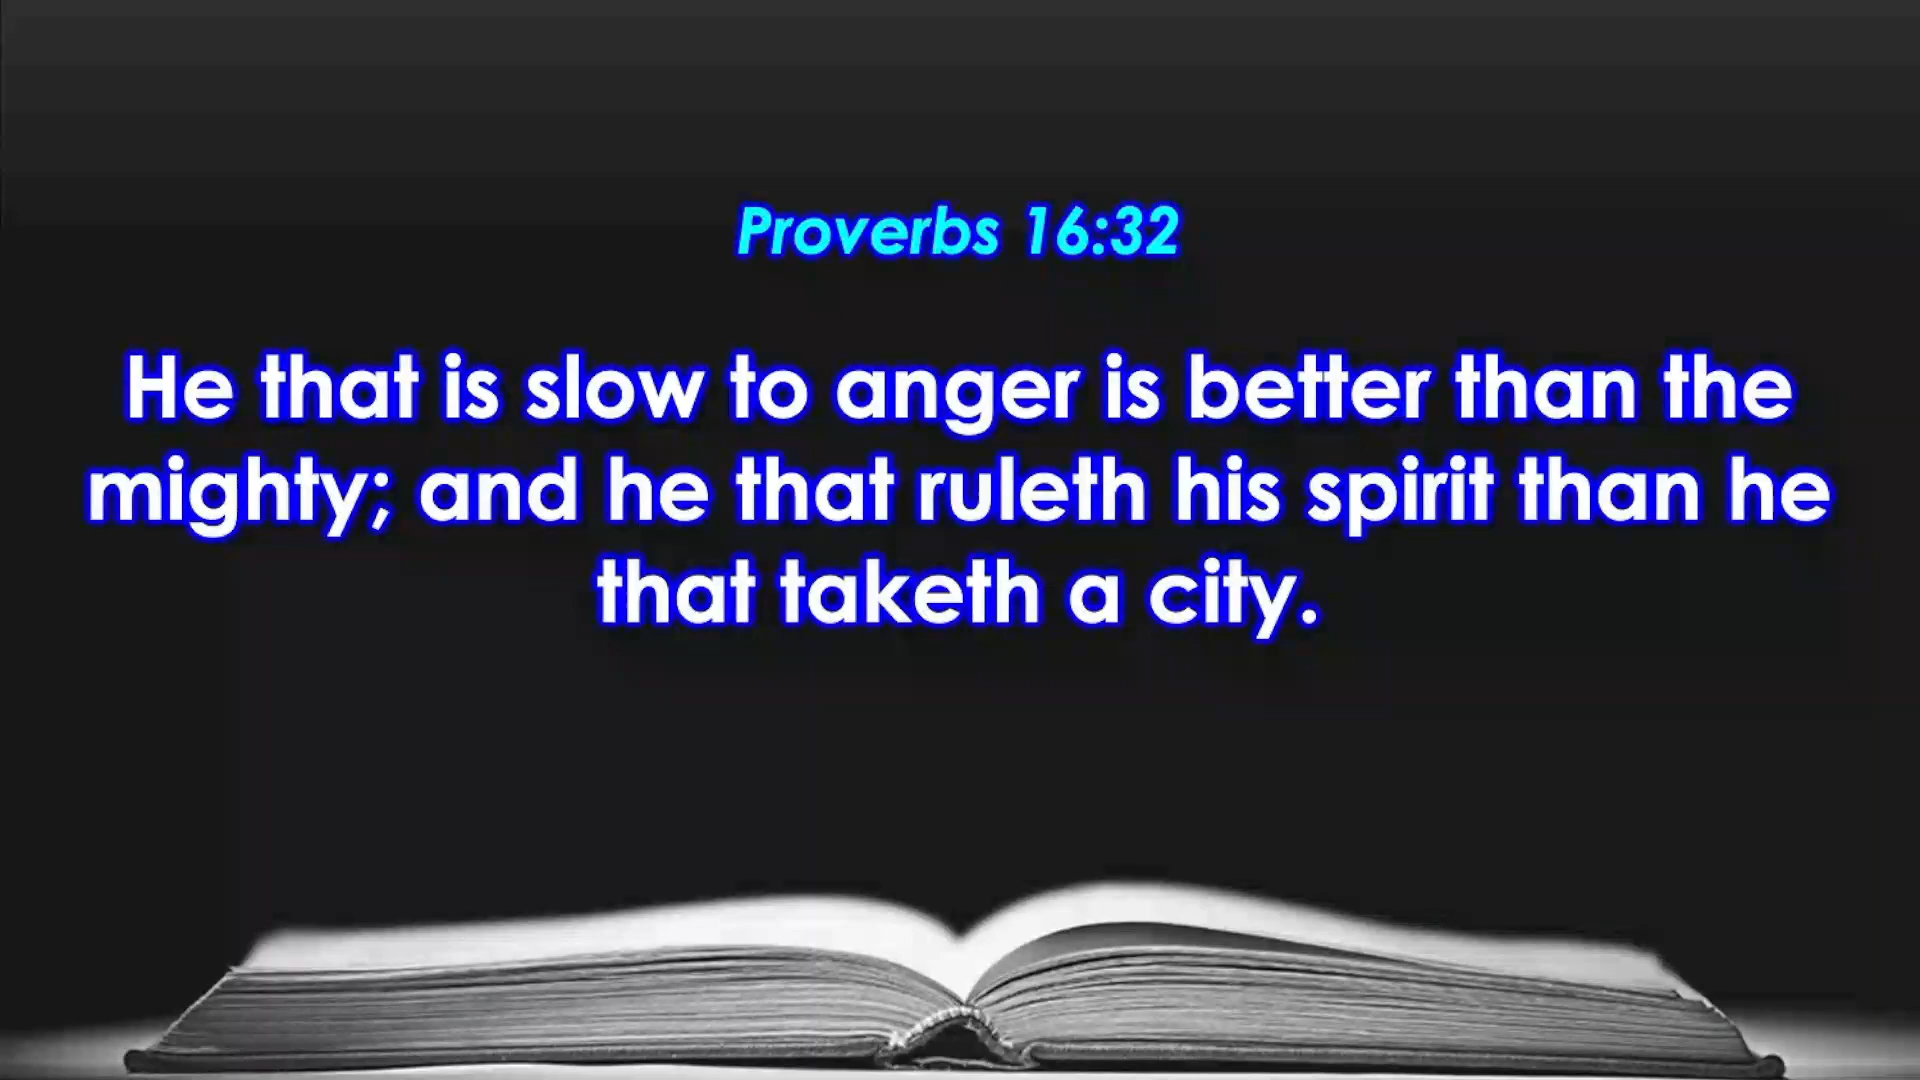 Proverbs 16:32
He that is slow to anger is better than the
mighty; and he that ruleth his spirit than he
that taketh a city.